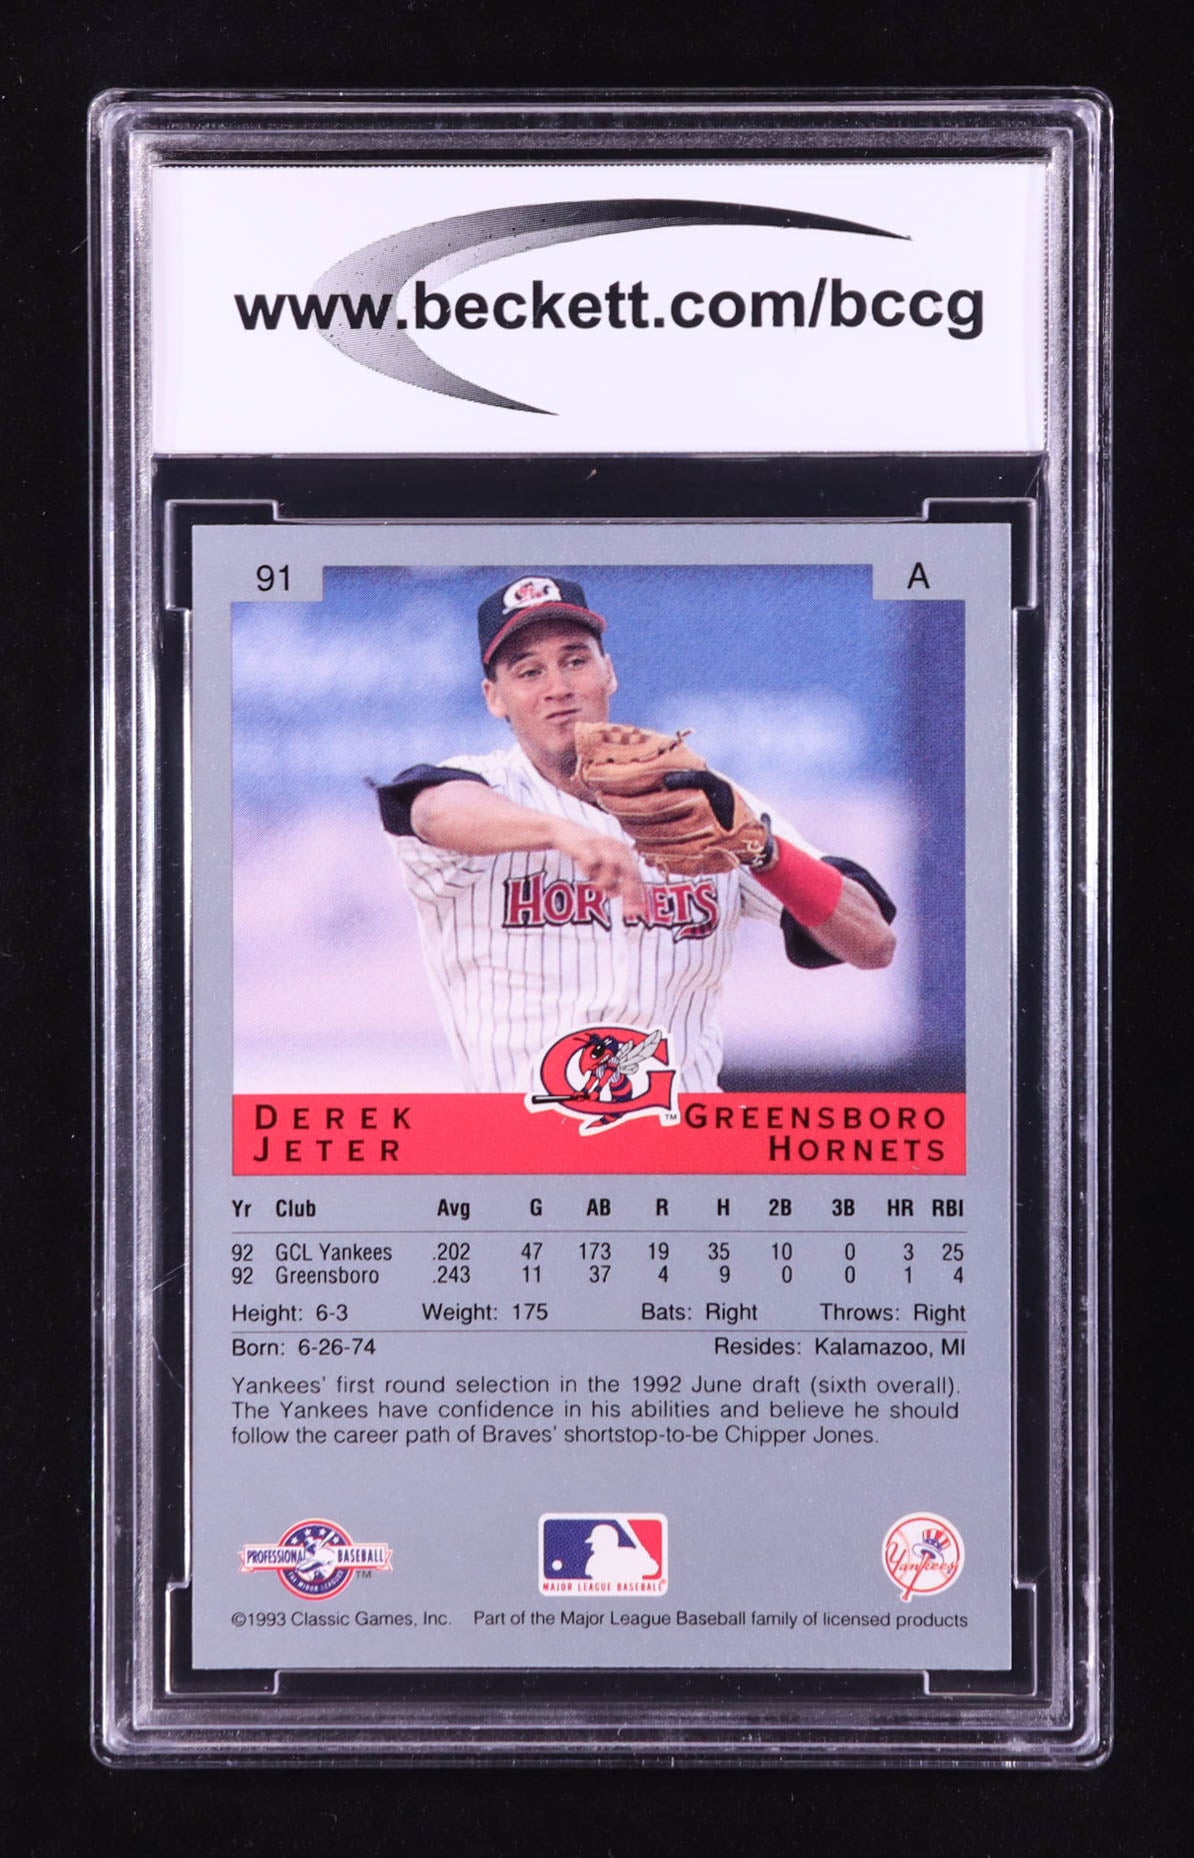 www.beckett.com/bccg
91 A
HORNETS
DEREK JETER
GREENSBORO HORNETS
TM
Yr Club Avg G AB R H 2B 3B HR RBI
92 GCL Yankees .202 47 173 19 35 10 0 3 25
92 Greensboro .243 11 37 4 9 0 0 1 4
Height: 6-3 Weight: 175 Bats: Right Throws: Right
Born: 6-26-74 Resides: Kalamazoo, MI
Yankees' first round selection in the 1992 June draft (sixth overall).
The Yankees have confidence in his abilities and believe he should
follow the career path of Braves' shortstop-to-be Chipper Jones.
PROFESSIONAL BASEBALL
THE MINOR LEAGUES
TM
MAJOR LEAGUE BASEBALL®
Yankees
©1993 Classic Games, Inc. Part of the Major League Baseball family of licensed products